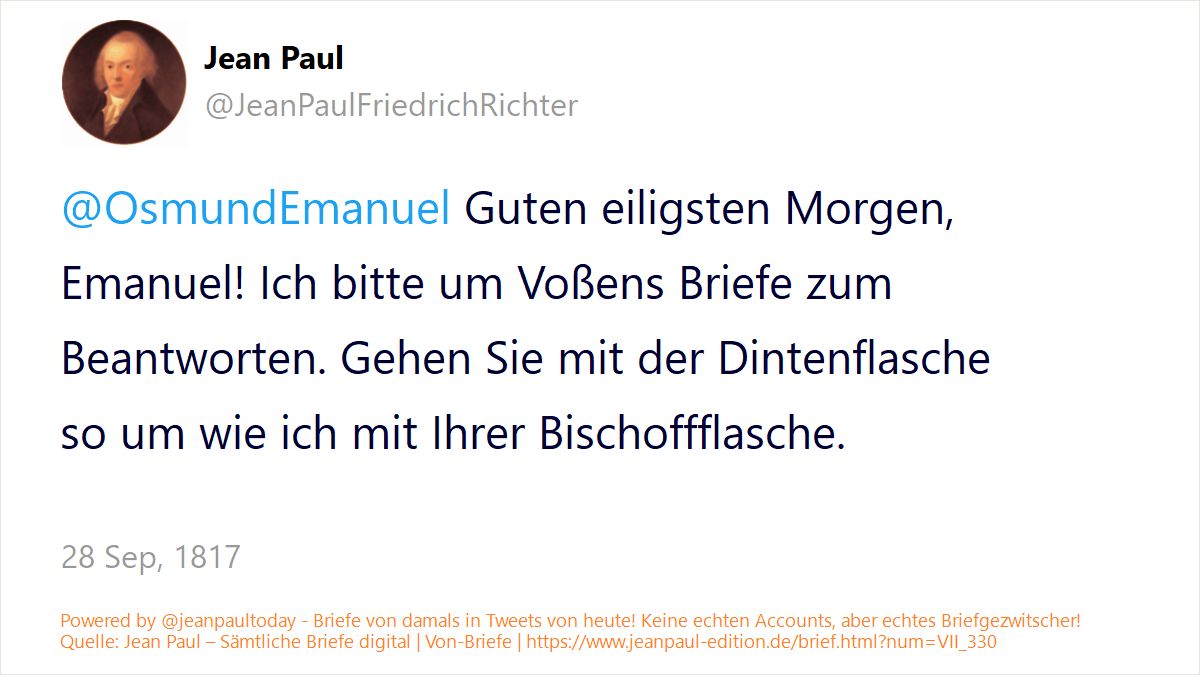 Jean Paul
@JeanPaulFriedrichRichter
@OsmundEmanuel Guten eiligsten Morgen,
Emanuel! Ich bitte um Voßens Briefe zum
Beantworten. Gehen Sie mit der Dintenflasche
so um wie ich mit Ihrer Bischoffflasche.
28 Sep, 1817
Powered by @jeanpaultoday - Briefe von damals in Tweets von heute! Keine echten Accounts, aber echtes Briefgezwitscher!
Quelle: Jean Paul – Sämtliche Briefe digital | Von-Briefe | https://www.jeanpaul-edition.de/brief.html?num=VII_330